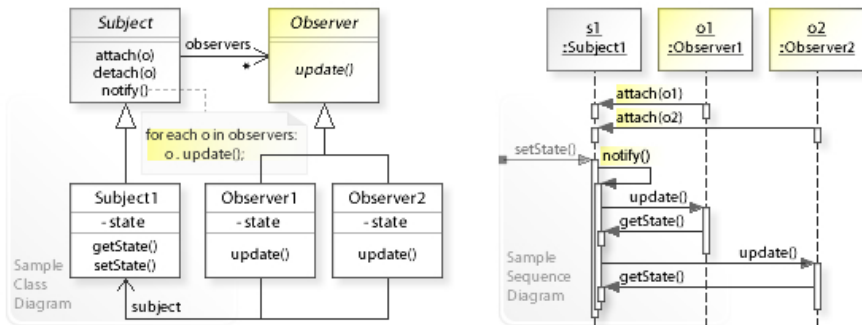 Subject
attach(o)
detach(o)
notify()
observers
*
Observer
update()
for each o in observers:
o . update();
Subject1
- state
getState()
setState()
Observer1
- state
update()
Observer2
- state
update()
subject
Sample
Class
Diagram
s1
:Subject1
o1
:Observer1
o2
:Observer2
attach(o1)
attach(o2)
setState()
notify()
update()
getState()
update()
getState()
Sample
Sequence
Diagram